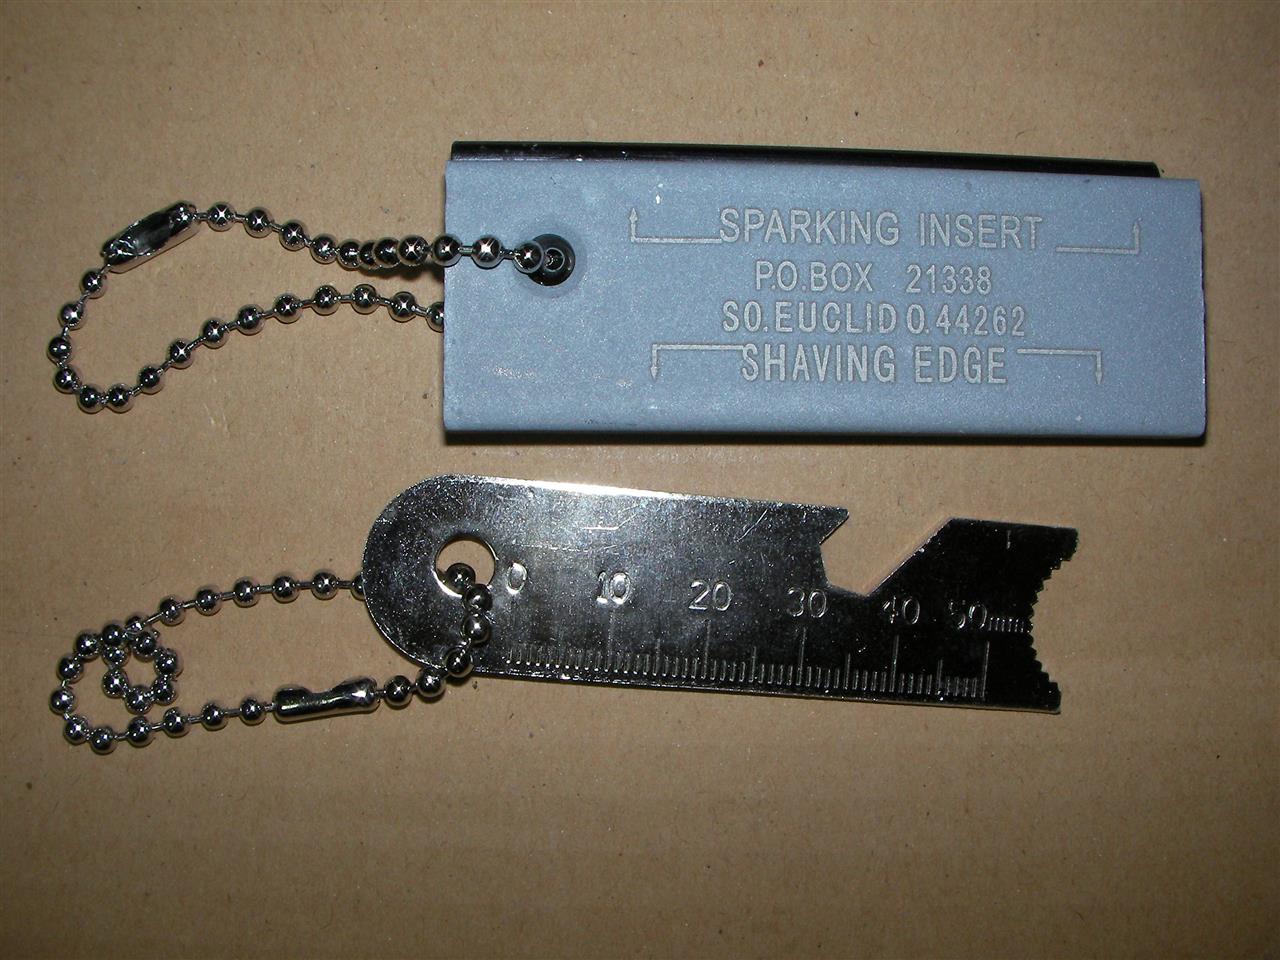 SPARKING INSERT
P.O.BOX 21338
SO.EUCLID O.44262
SHAVING EDGE
0 10 20 30 40 50mm